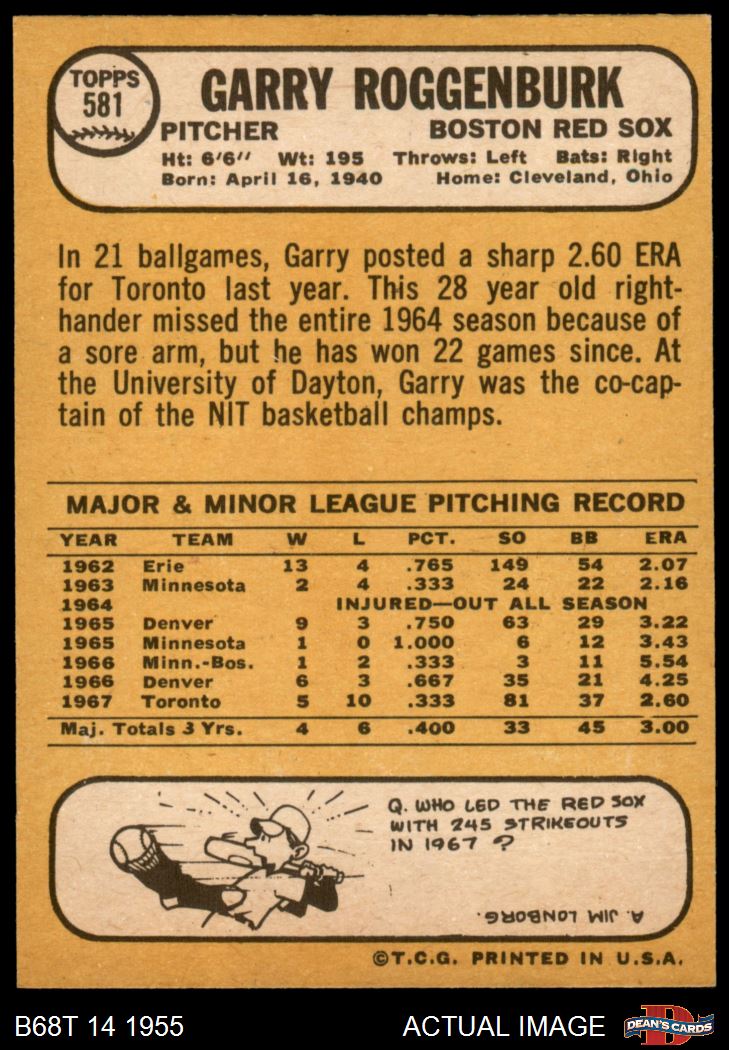 TOPPS
581
GARRY ROGGENBURK
PITCHER BOSTON RED SOX
Ht: 6'6" Wt: 195 Throws: Left Bats: Right
Born: April 16, 1940 Home: Cleveland, Ohio
In 21 ballgames, Garry posted a sharp 2.60 ERA
for Toronto last year. This 28 year old right-
hander missed the entire 1964 season because of
a sore arm, but he has won 22 games since. At
the University of Dayton, Garry was the co-cap-
tain of the NIT basketball champs.
MAJOR & MINOR LEAGUE PITCHING RECORD
YEAR TEAM W L PCT. SO BB ERA
1962 Erie 13 4 .765 149 54 2.07
1963 Minnesota 2 4 .333 24 22 2.16
1964 INJURED—OUT ALL SEASON
1965 Denver 9 3 .750 63 29 3.22
1965 Minnesota 1 0 1.000 6 12 3.43
1966 Minn.-Bos. 1 2 .333 3 11 5.54
1966 Denver 6 3 .667 35 21 4.25
1967 Toronto 5 10 .333 81 37 2.60
Maj. Totals 3 Yrs. 4 6 .400 33 45 3.00
Q. WHO LED THE RED SOX
WITH 245 STRIKEOUTS
IN 1967 ?
A. JIM LONBORG.
©T.C.G. PRINTED IN U.S.A.
B68T 14 1955 ACTUAL IMAGE DEAN'S CARDS